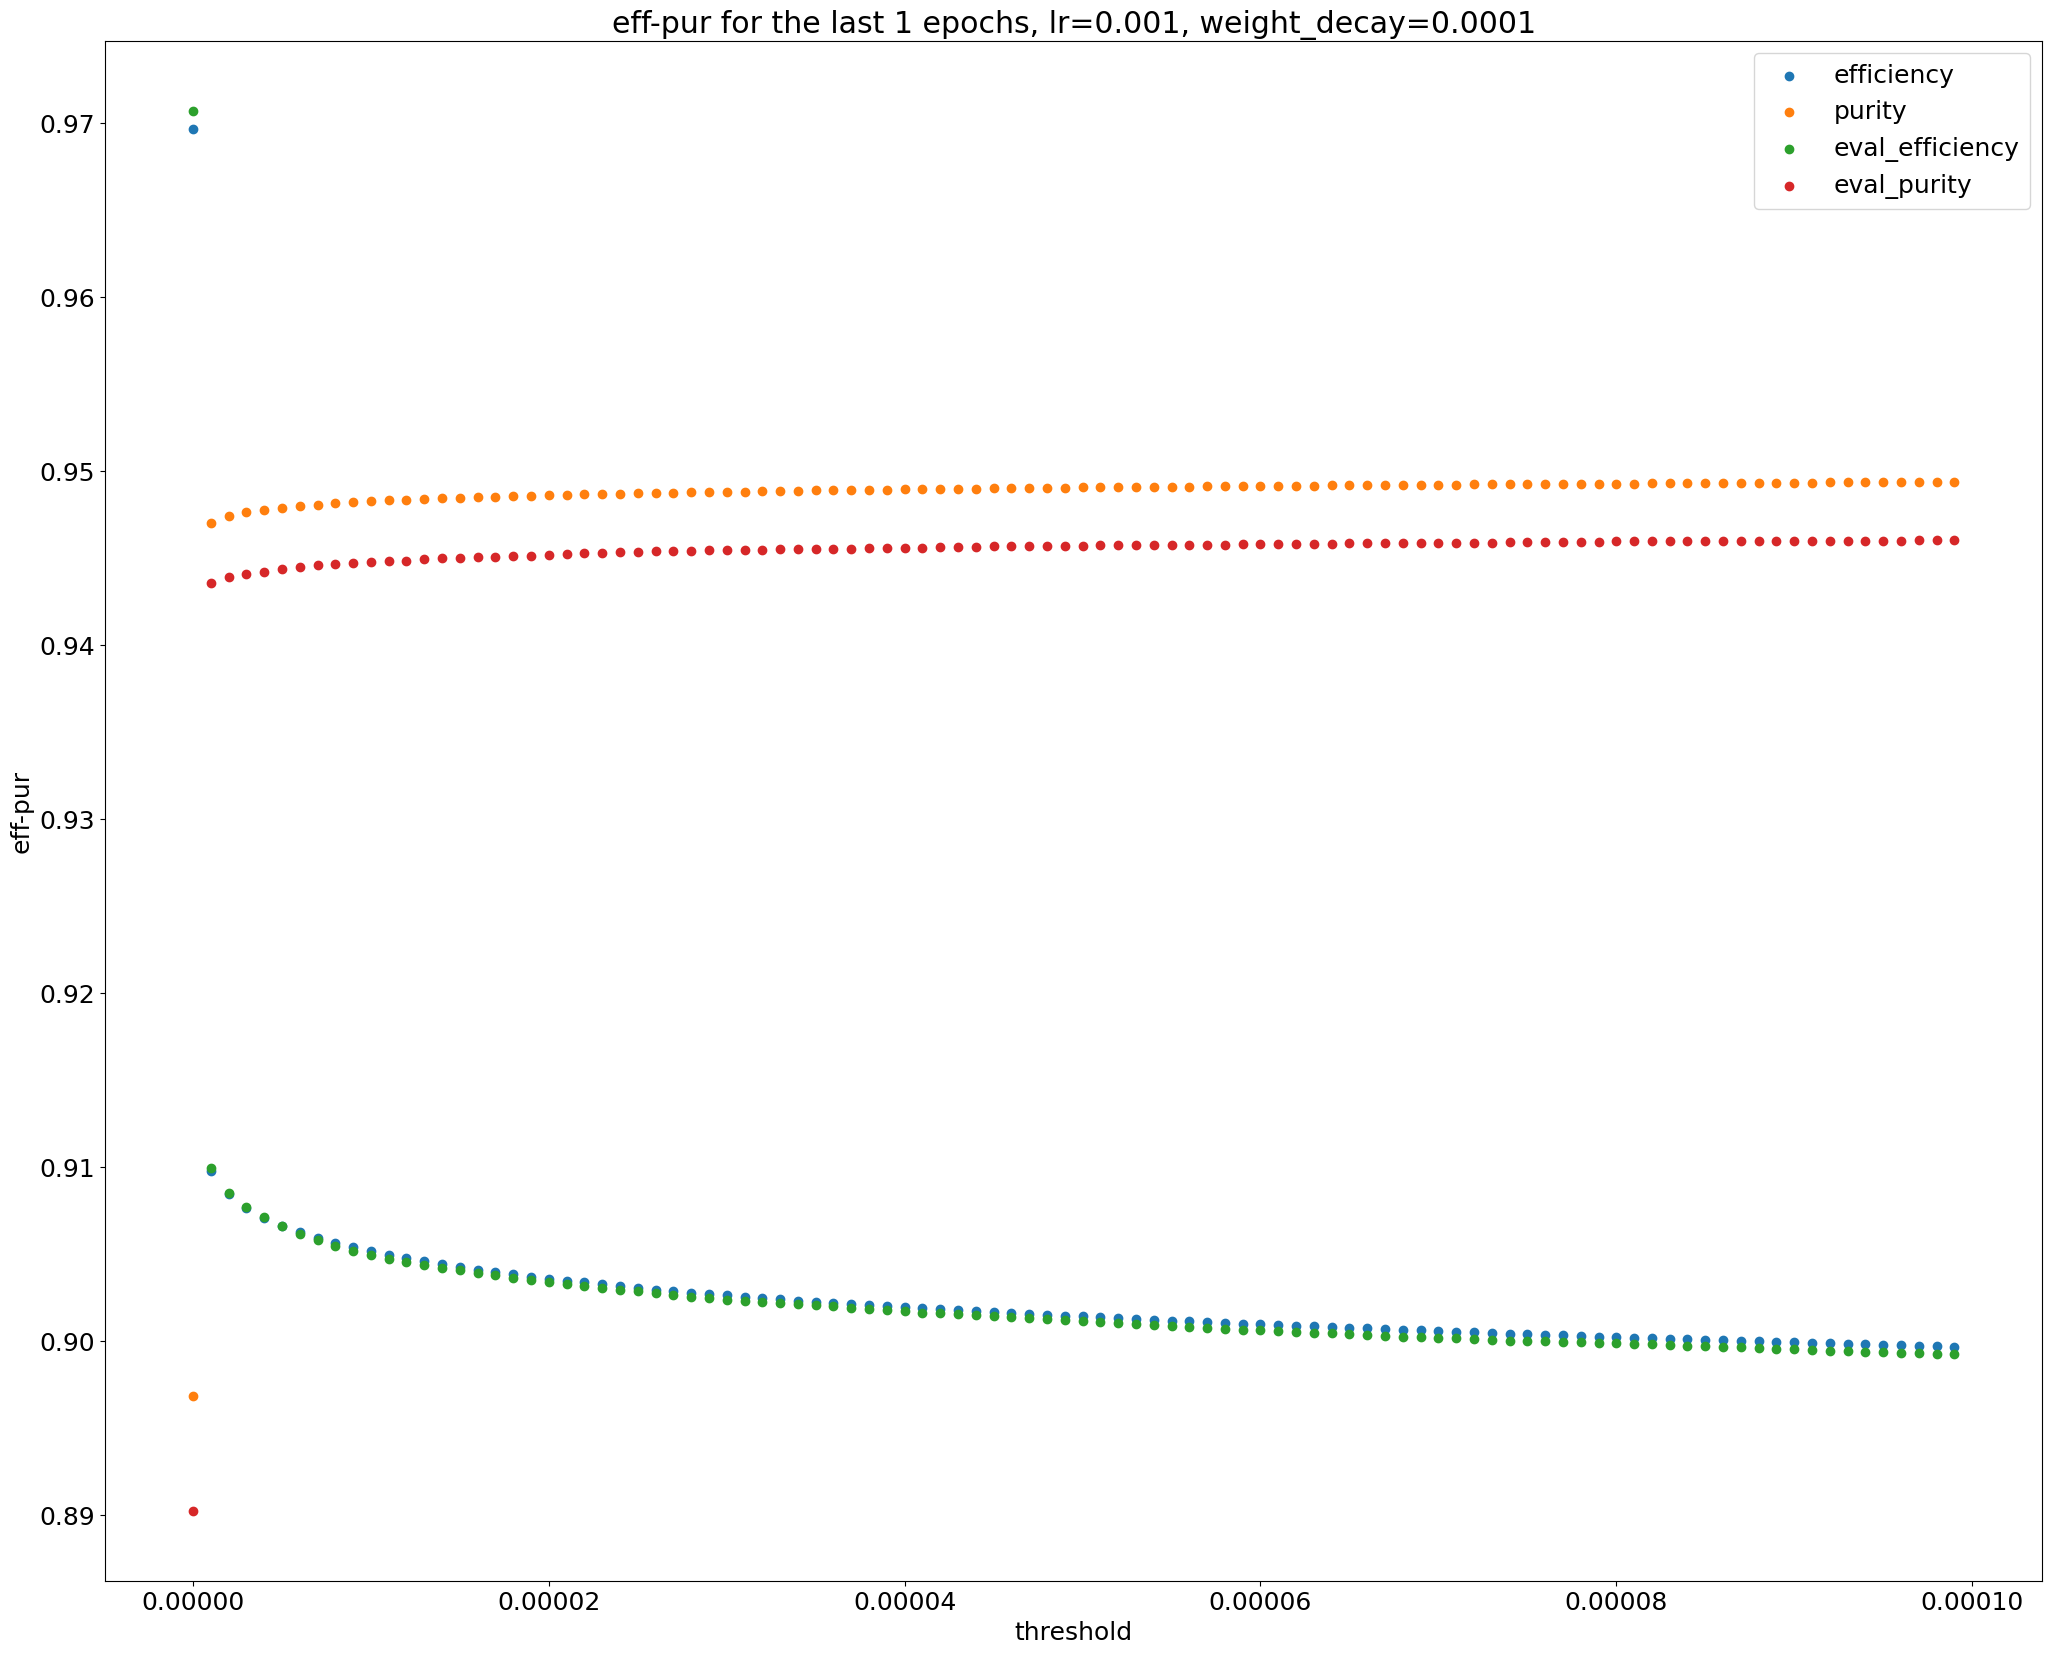 eff-pur for the last 1 epochs, lr=0.001, weight_decay=0.0001
efficiency
purity
eval_efficiency
eval_purity
0.97
0.96
0.95
0.94
0.93
0.92
0.91
0.90
0.89
eff-pur
0.00000 0.00002 0.00004 0.00006 0.00008 0.00010
threshold